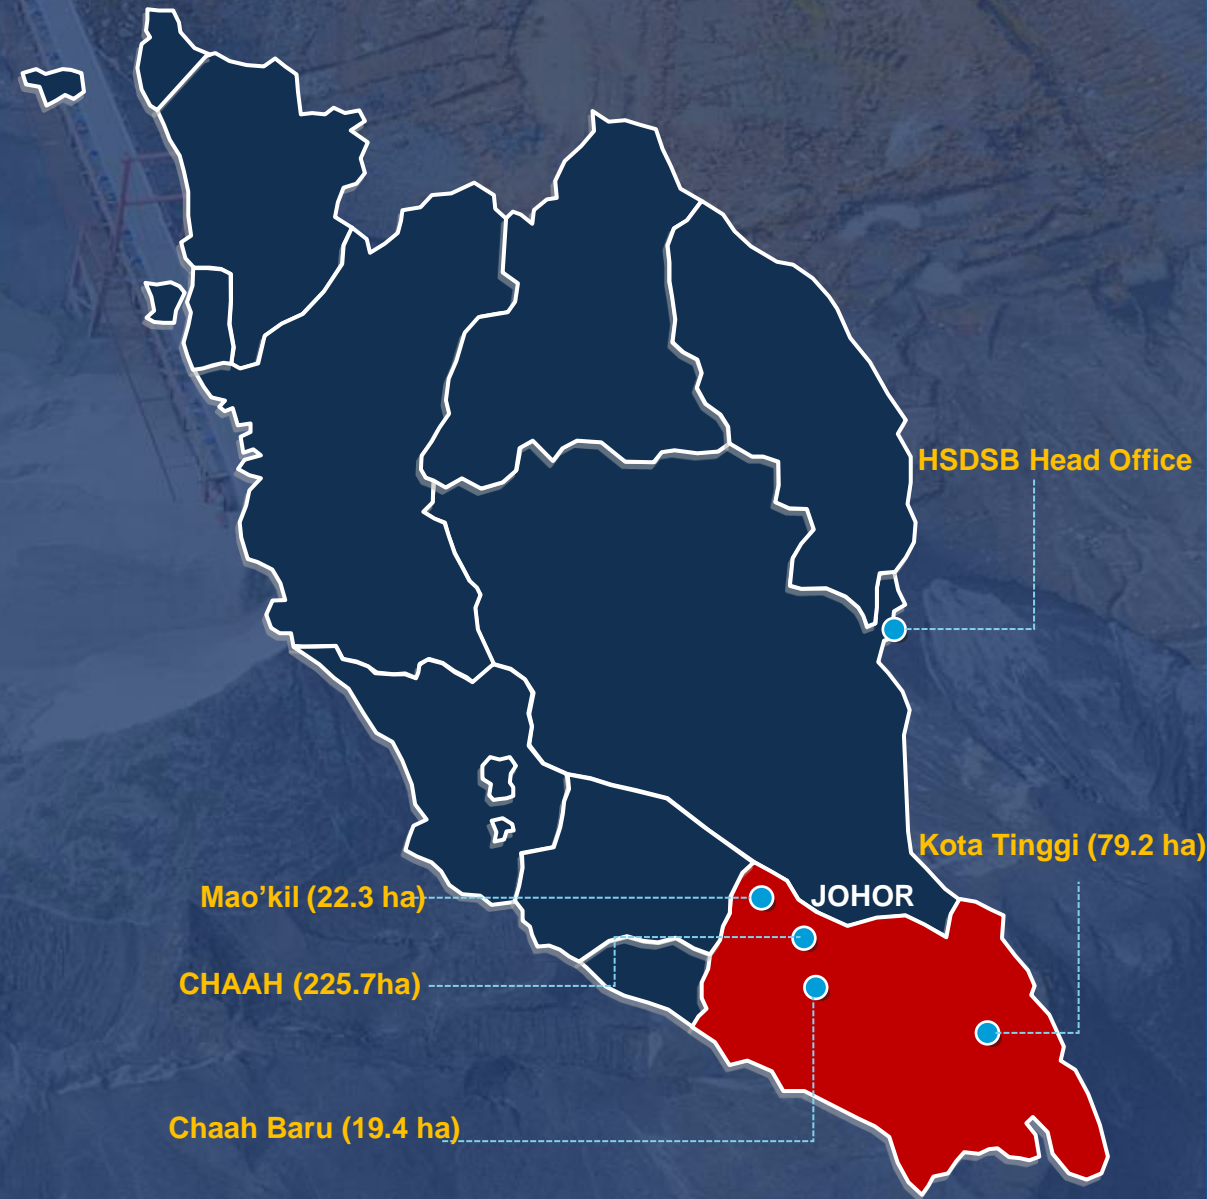 HSDSB Head Office
Kota Tinggi (79.2 ha)
Mao’kil (22.3 ha)
JOHOR
CHAAH (225.7ha)
Chaah Baru (19.4 ha)